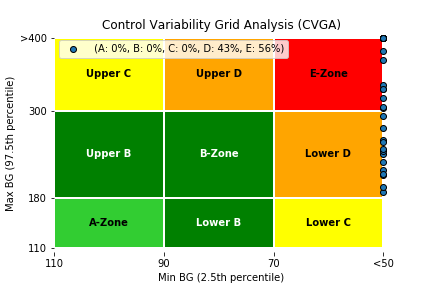 Control Variability Grid Analysis (CVGA)
>400
(A: 0%, B: 0%, C: 0%, D: 43%, E: 56%)
Upper C
Upper D
E-Zone
300
Max BG (97.5th percentile)
Upper B
B-Zone
Lower D
180
A-Zone
Lower B
Lower C
110
110
90
70
<50
Min BG (2.5th percentile)